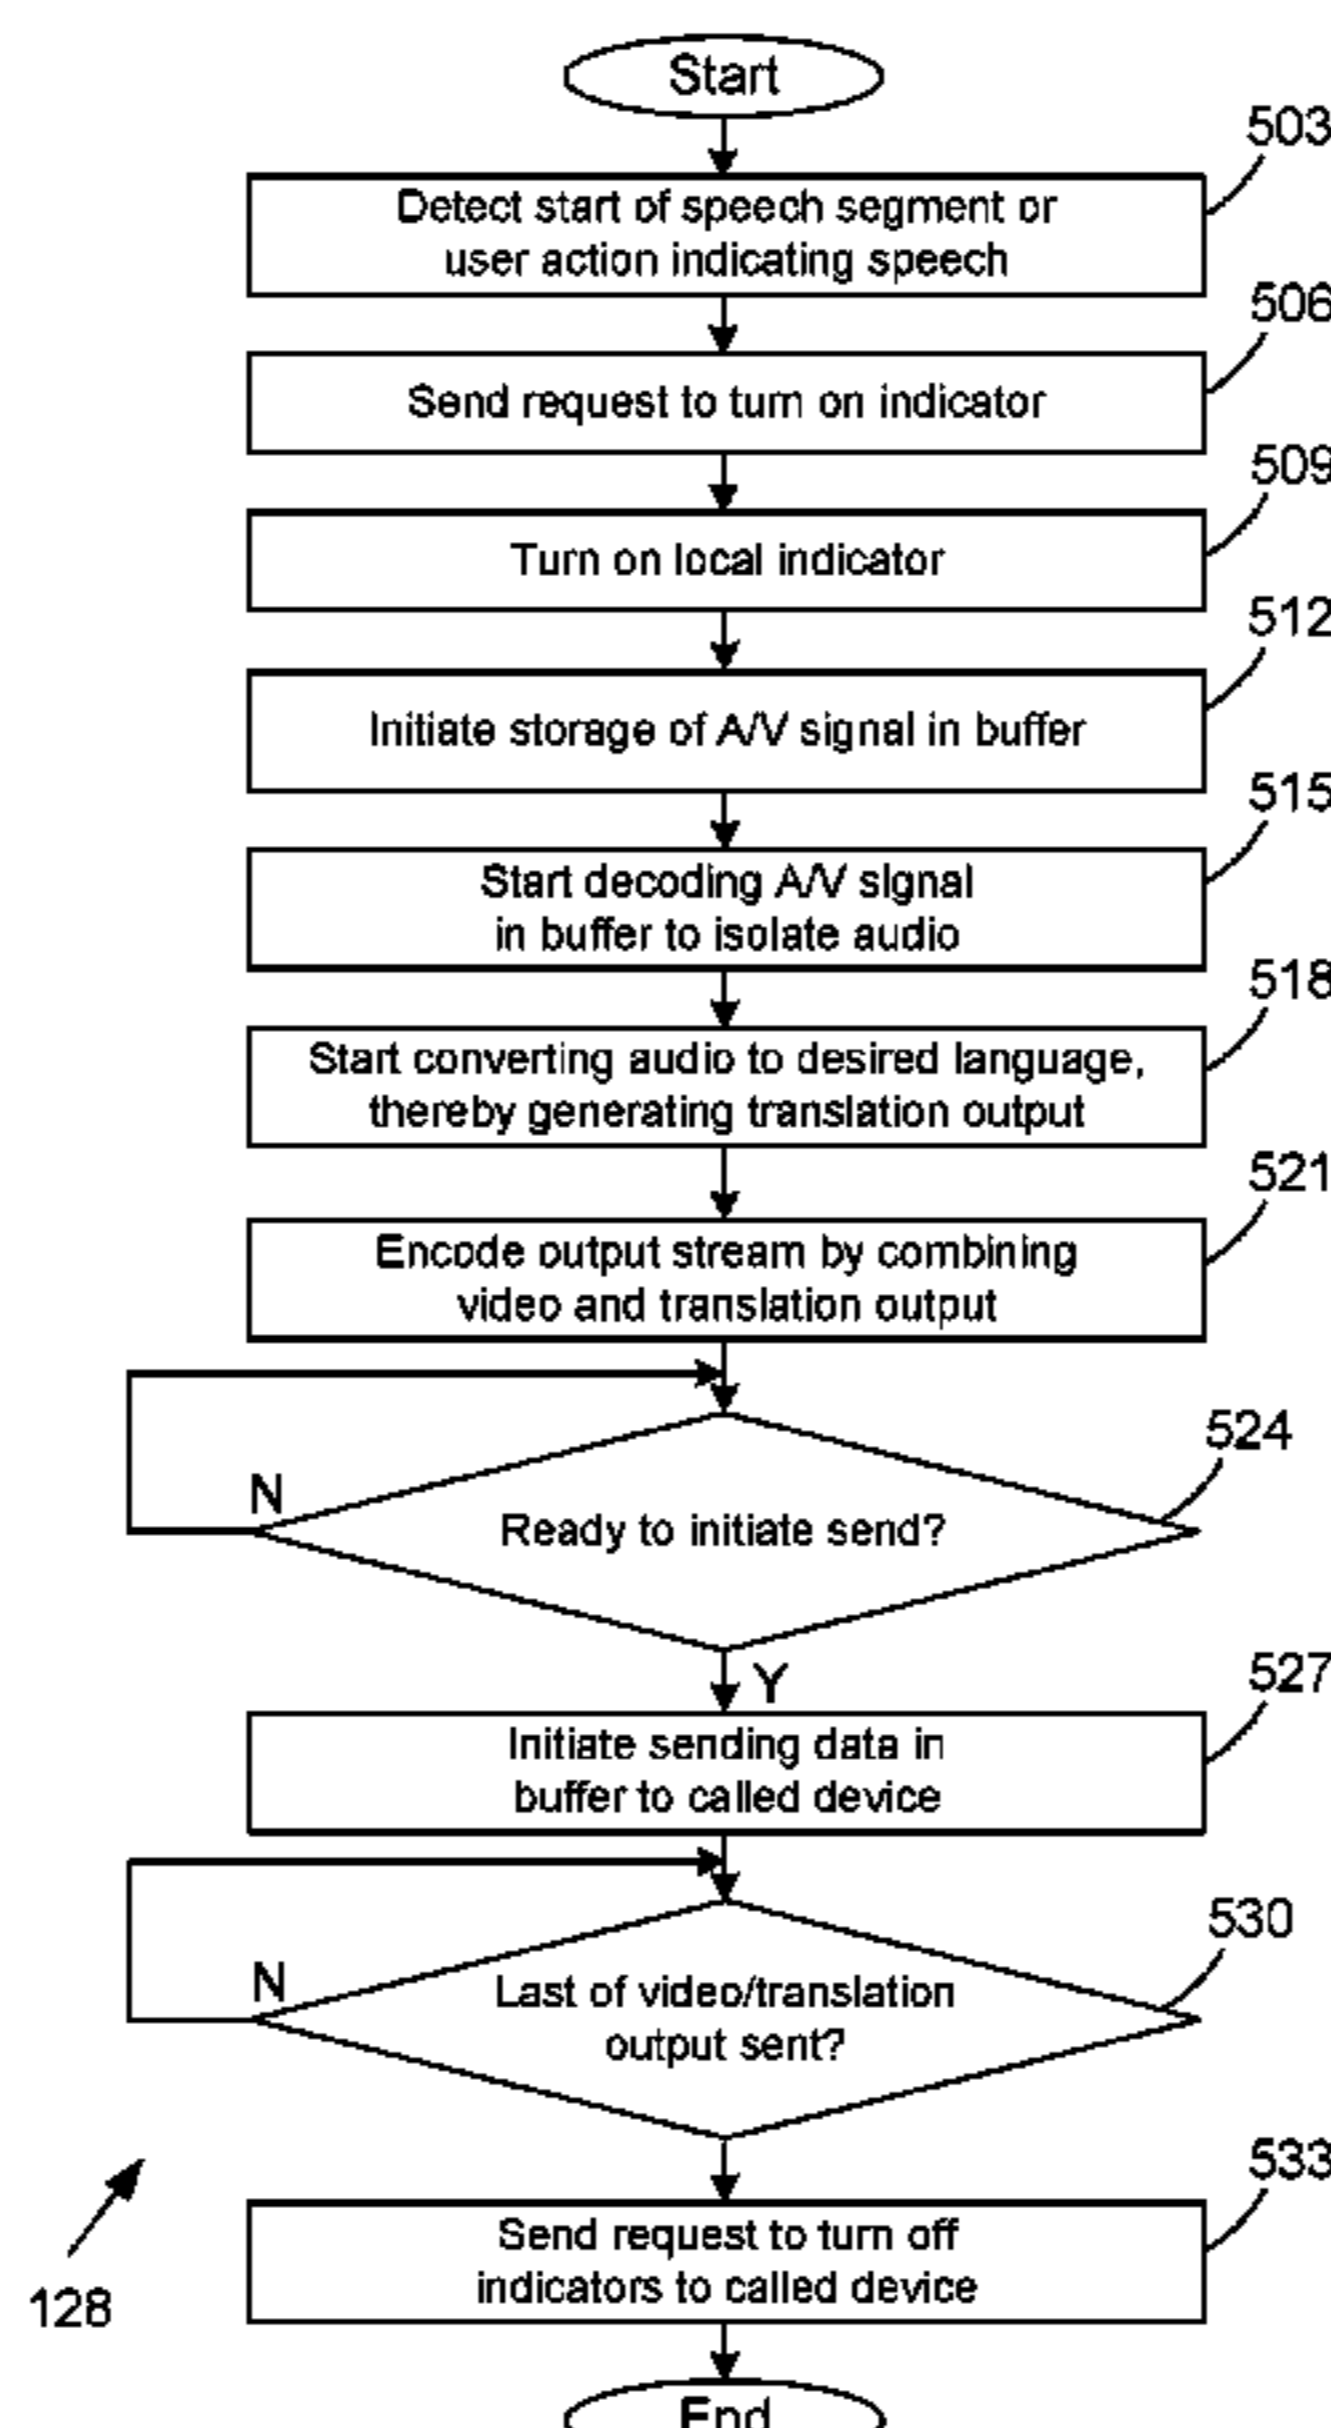 Start
503
Detect start of speech segment or
user action indicating speech
506
Send request to turn on indicator
509
Turn on local indicator
512
Initiate storage of A/V signal in buffer
515
Start decoding A/V signal
in buffer to isolate audio
518
Start converting audio to desired language,
thereby generating translation output
521
Encode output stream by combining
video and translation output
524
N
Ready to initiate send?
Y
527
Initiate sending data in
buffer to called device
530
N
Last of video/translation
output sent?
533
Send request to turn off
indicators to called device
128
End